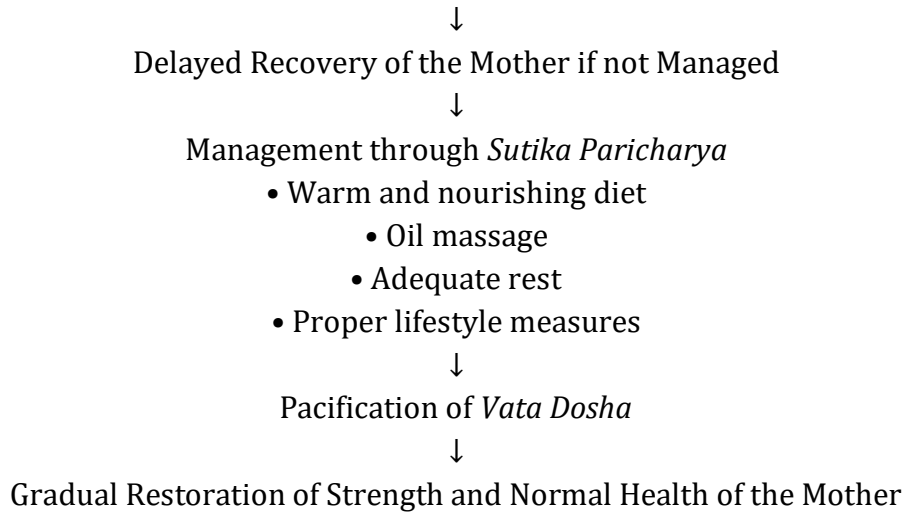 ↓
Delayed Recovery of the Mother if not Managed
↓
Management through Sutika Paricharya
• Warm and nourishing diet
• Oil massage
• Adequate rest
• Proper lifestyle measures
↓
Pacification of Vata Dosha
↓
Gradual Restoration of Strength and Normal Health of the Mother